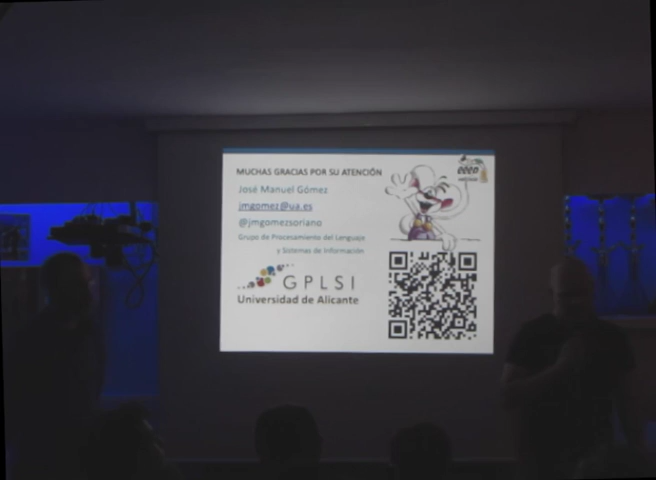 MUCHAS GRACIAS POR SU ATENCIÓN
José Manuel Gómez
jmgomez@ua.es
@jmgomezsoriano
Grupo de Procesamiento del Lenguaje
y Sistemas de Información
GPLSI
Universidad de Alicante